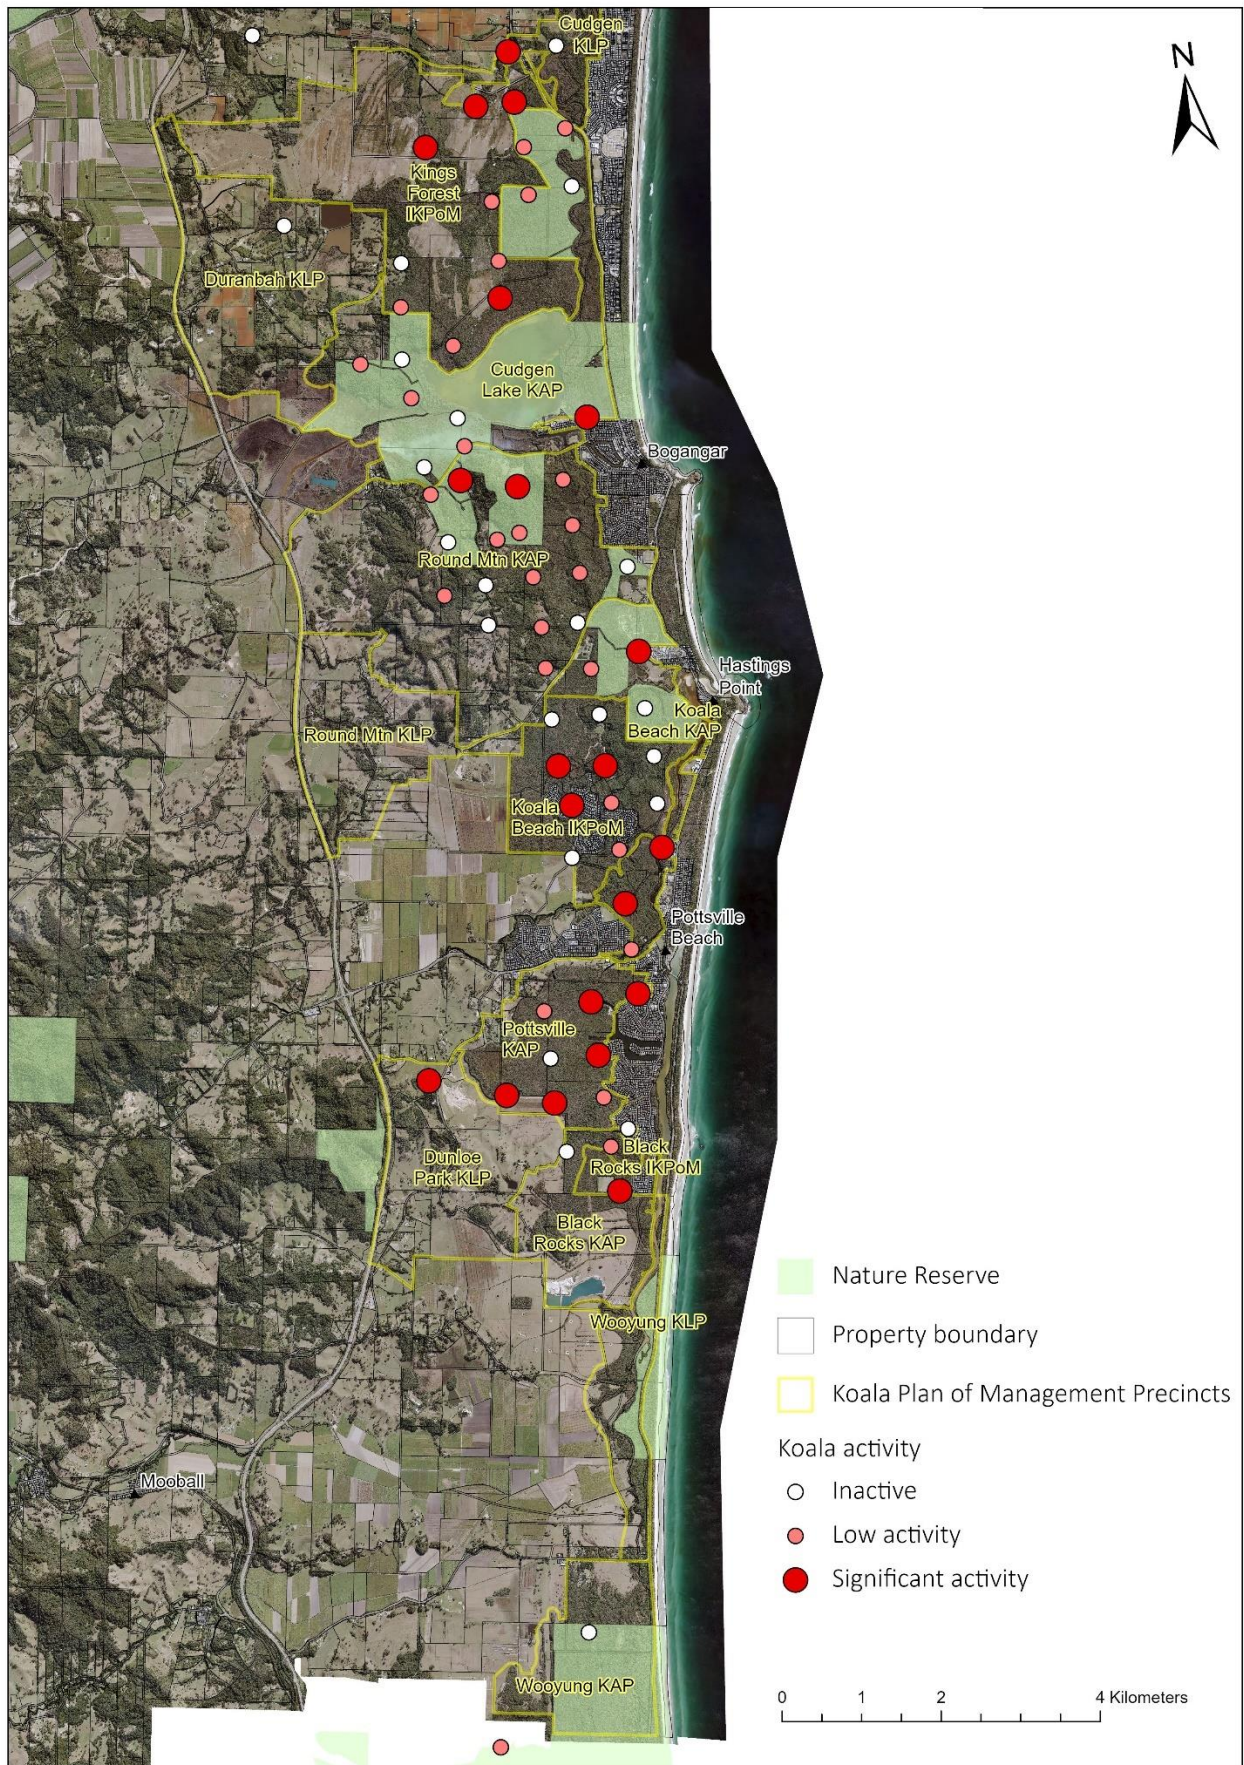 Cudgen
KLP
N
Kings
Forest
IKPoM
Duranbah KLP
Cudgen
Lake KAP
Bogangar
Round Mtn KAP
Hastings
Point
Koala
Beach KAP
Round Mtn KLP
Koala
Beach IKPoM
Pottsville
Beach
Pottsville
KAP
Dunloe
Park KLP
Black
Rocks IKPoM
Black
Rocks KAP
Wooyung KLP
Mooball
Wooyung KAP
Nature Reserve
Property boundary
Koala Plan of Management Precincts
Koala activity
Inactive
Low activity
Significant activity
0 1 2 4 Kilometers